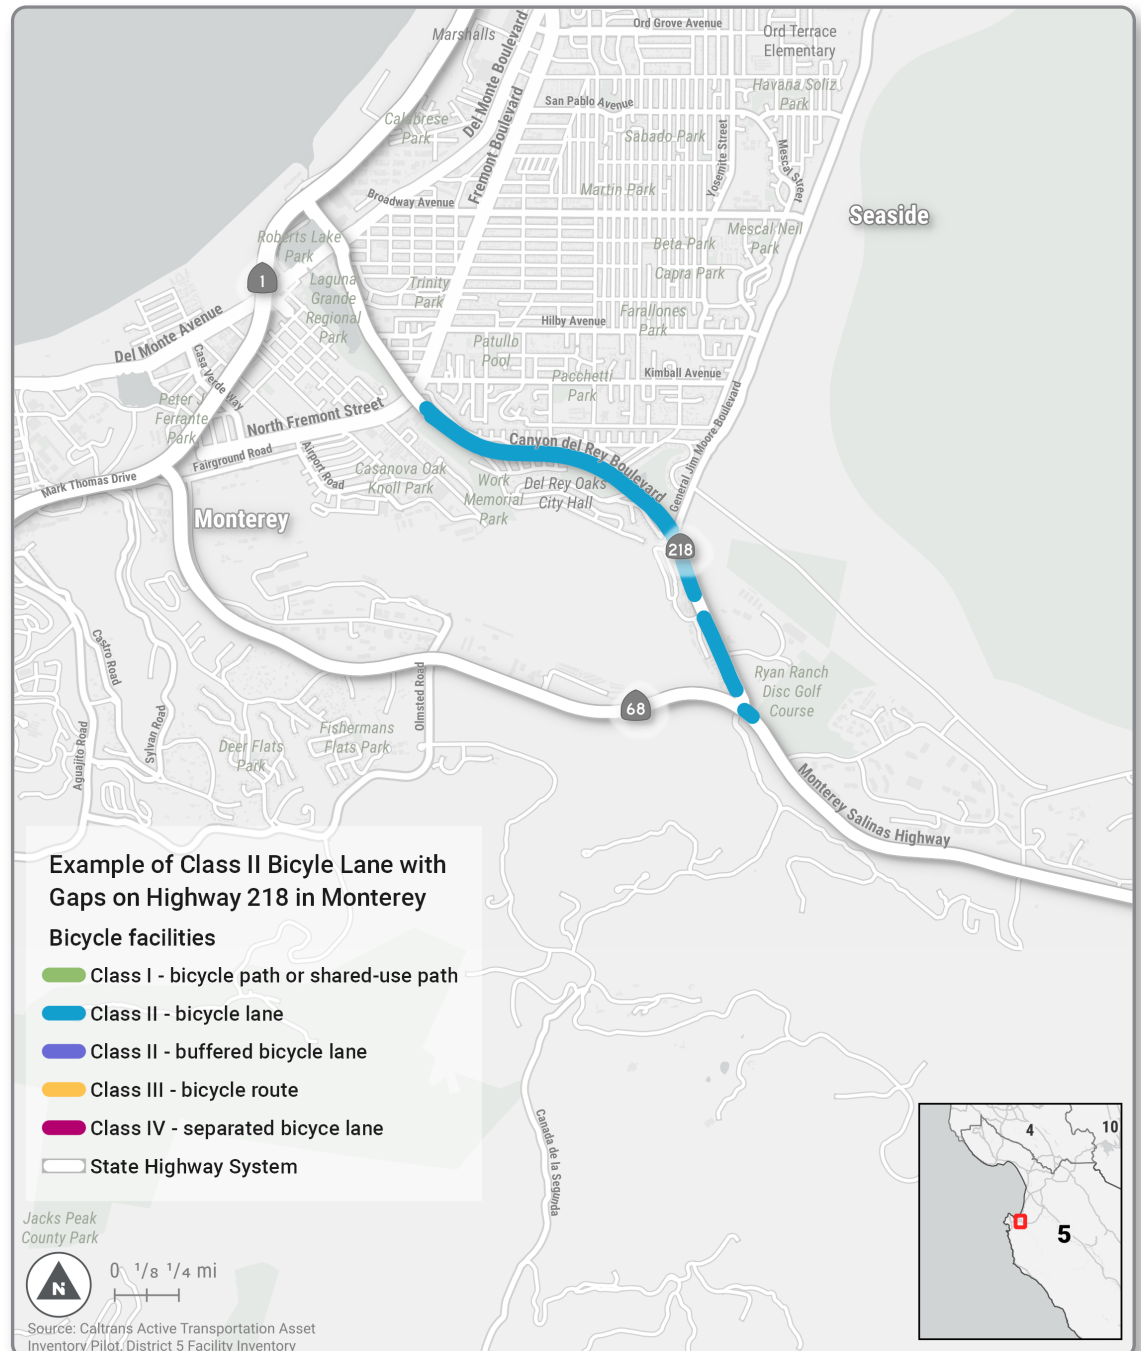 Ord Grove Avenue
Marshalls
Ord Terrace
Elementary
Del Monte Boulevard
Fremont Boulevard
Havana Soliz
Park
San Pablo Avenue
Calabrese
Park
Sabado Park
Yosemite Street
Mescal Street
Martin Park
Broadway Avenue
Seaside
Mescal Neil
Park
Roberts Lake
Park
Beta Park
Capra Park
1
Laguna
Grande
Regional
Park
Trinity
Park
Farallones
Park
Hilby Avenue
Del Monte Avenue
Patullo
Pool
Casa Verde Way
Kimball Avenue
Pacchetti
Park
Peter J
Ferrante
Park
North Fremont Street
General Jim Moore Boulevard
Canyon del Rey Boulevard
Fairground Road
Airport Road
Casanova Oak
Knoll Park
Work
Memorial
Park
Del Rey Oaks
City Hall
Mark Thomas Drive
Monterey
218
Castro Road
Olmsted Road
Ryan Ranch
Disc Golf
Course
68
Sylvan Road
Aguajito Road
Fishermans
Flats Park
Deer Flats
Park
Monterey Salinas Highway
Example of Class II Bicyle Lane with
Gaps on Highway 218 in Monterey
Bicycle facilities
Class I - bicycle path or shared-use path
Class II - bicycle lane
Class II - buffered bicycle lane
Class III - bicycle route
Class IV - separated bicyce lane
State Highway System
Canada de la Segunda
4
10
5
Jacks Peak
County Park
N
0 1/8 1/4 mi
Source: Caltrans Active Transportation Asset
Inventory Pilot, District 5 Facility Inventory